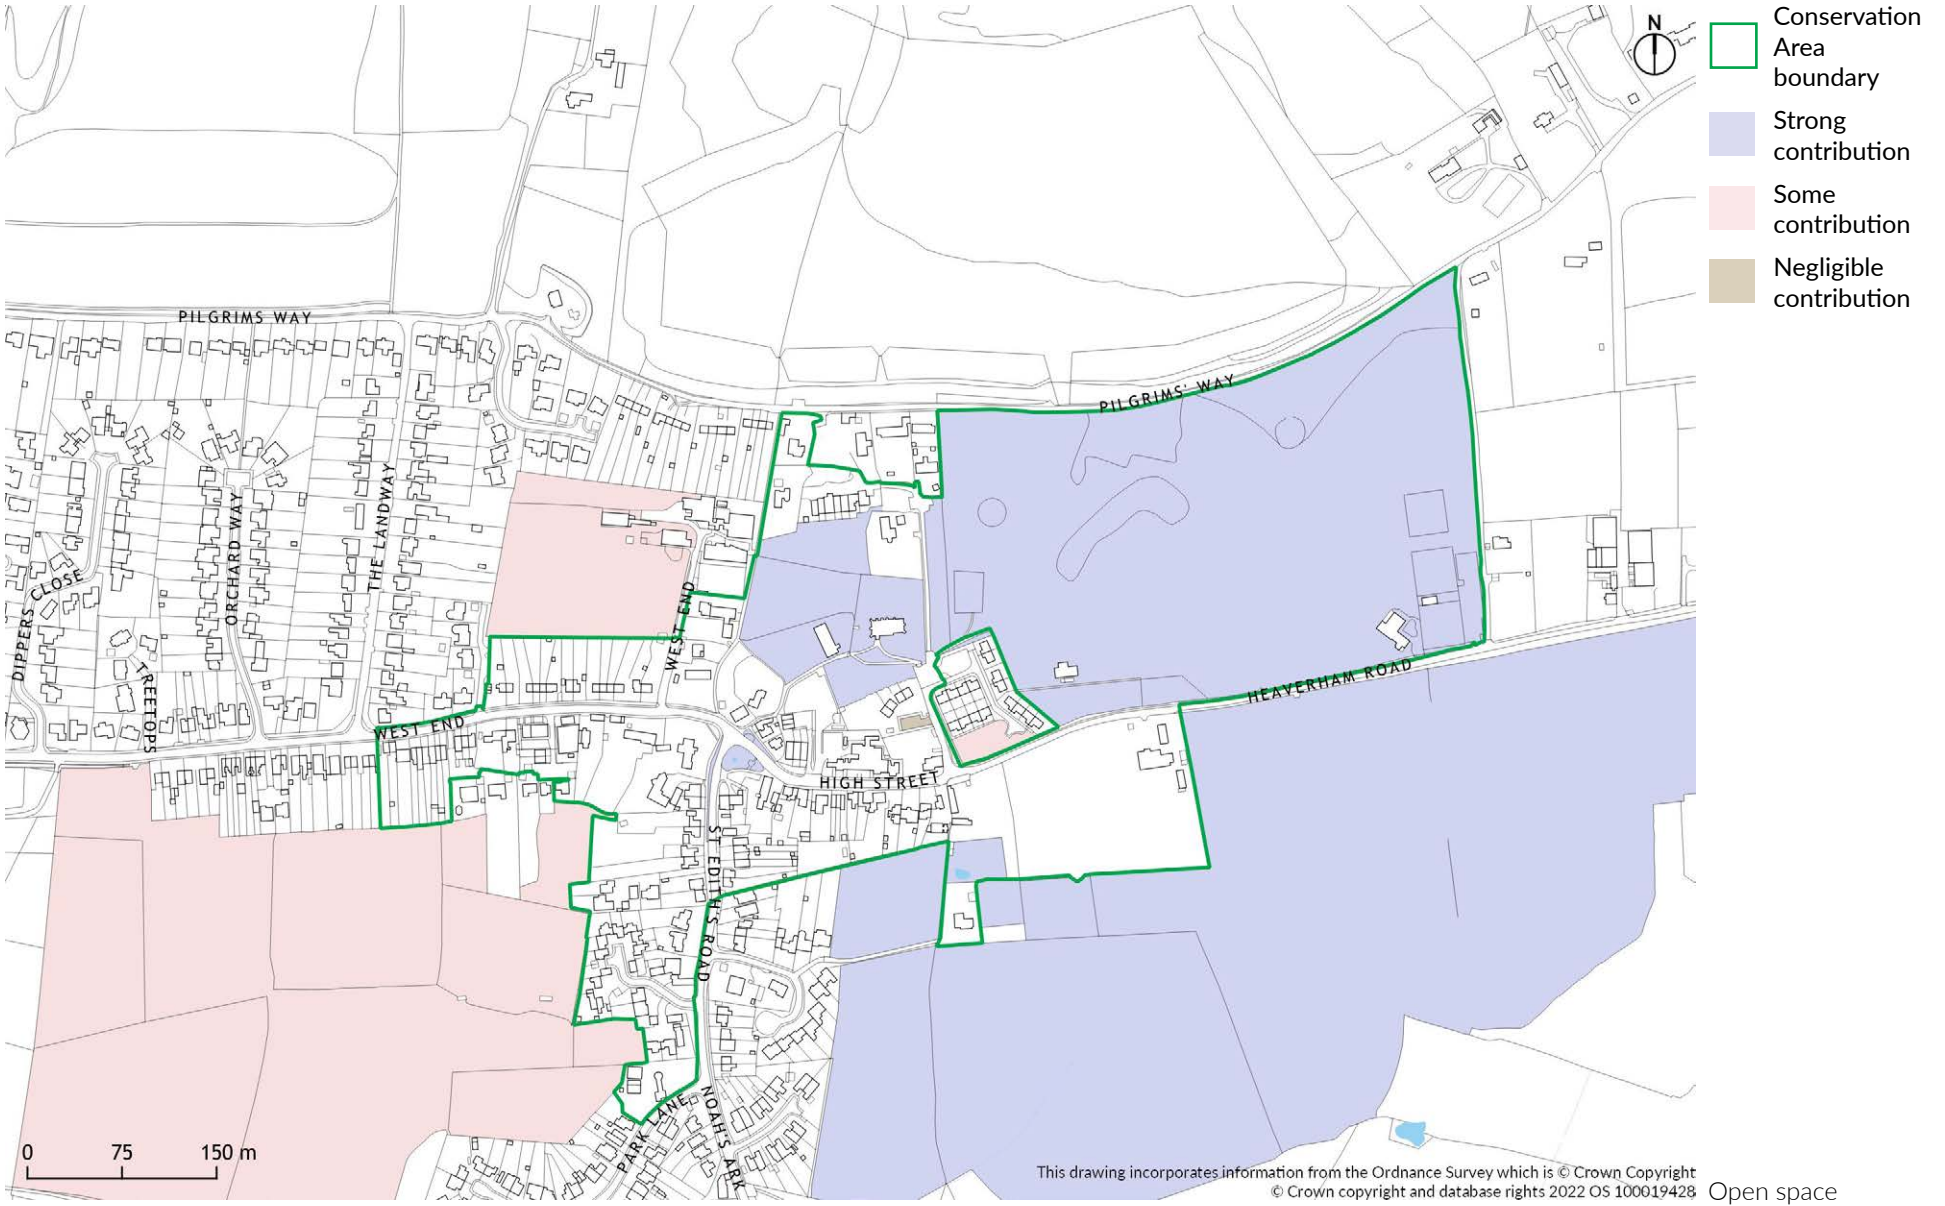 Conservation
Area
boundary
Strong
contribution
Some
contribution
Negligible
contribution
N
PILGRIMS WAY
PILGRIMS' WAY
DIPPERS CLOSE
ORCHARD WAY
THE LANDWAY
TREETOPS
WEST END
WEST END
HEAVERHAM ROAD
HIGH STREET
ST EDITH'S ROAD
NOAH'S ARK
PARK LANE
0 75 150 m
This drawing incorporates information from the Ordnance Survey which is © Crown Copyright
© Crown copyright and database rights 2022 OS 100019428
Open space